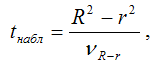 t_набл = (R² − r²) / ν_{R−r} ,